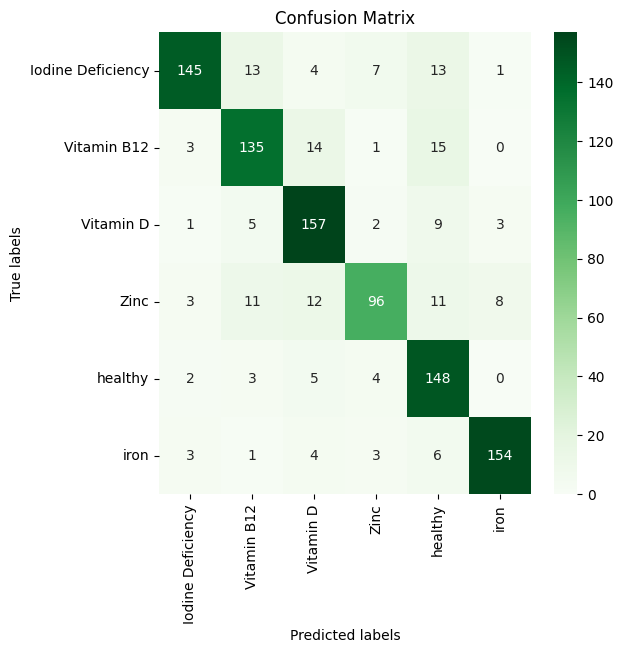 Confusion Matrix
Iodine Deficiency 145 13 4 7 13 1
Vitamin B12 3 135 14 1 15 0
Vitamin D 1 5 157 2 9 3
Zinc 3 11 12 96 11 8
healthy 2 3 5 4 148 0
iron 3 1 4 3 6 154
True labels
Iodine Deficiency
Vitamin B12
Vitamin D
Zinc
healthy
iron
Predicted labels
140
120
100
80
60
40
20
0